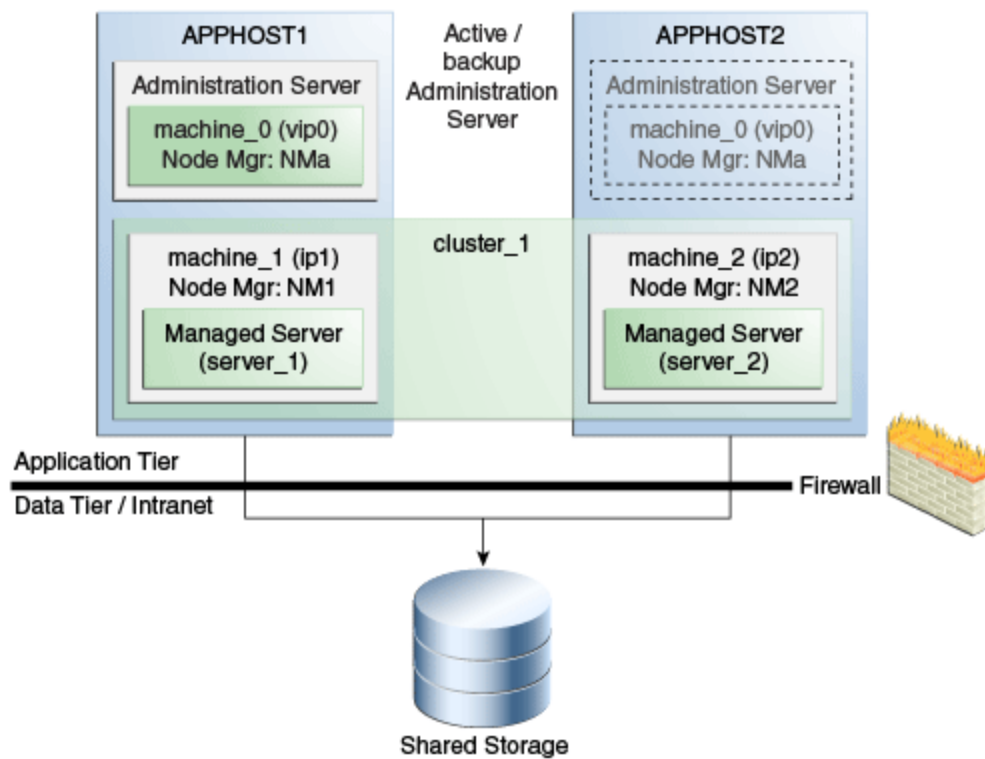 APPHOST1
Administration Server
machine_0 (vip0)
Node Mgr: NMa
Active /
backup
Administration
Server
APPHOST2
Administration Server
machine_0 (vip0)
Node Mgr: NMa
cluster_1
machine_1 (ip1)
Node Mgr: NM1
Managed Server
(server_1)
machine_2 (ip2)
Node Mgr: NM2
Managed Server
(server_2)
Application Tier
Firewall
Data Tier / Intranet
Shared Storage